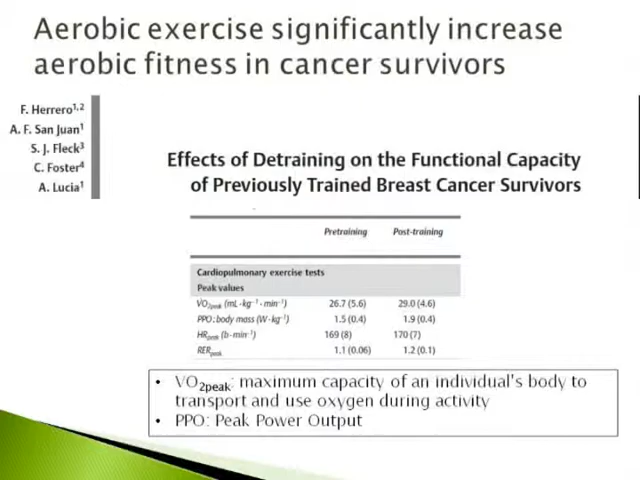 Aerobic exercise significantly increase
aerobic fitness in cancer survivors
F. Herrero¹,²
A. F. San Juan¹
S. J. Fleck³
C. Foster⁴
A. Lucia¹
Effects of Detraining on the Functional Capacity
of Previously Trained Breast Cancer Survivors
Pretraining Post-training
Cardiopulmonary exercise tests
Peak values
VO₂peak (mL·kg⁻¹·min⁻¹) 26.7 (5.6) 29.0 (4.6)
PPO:body mass (W·kg⁻¹) 1.5 (0.4) 1.9 (0.4)
HRpeak (b·min⁻¹) 169 (8) 170 (7)
RERpeak 1.1 (0.06) 1.2 (0.1)
• VO₂peak: maximum capacity of an individual's body to
transport and use oxygen during activity
• PPO: Peak Power Output